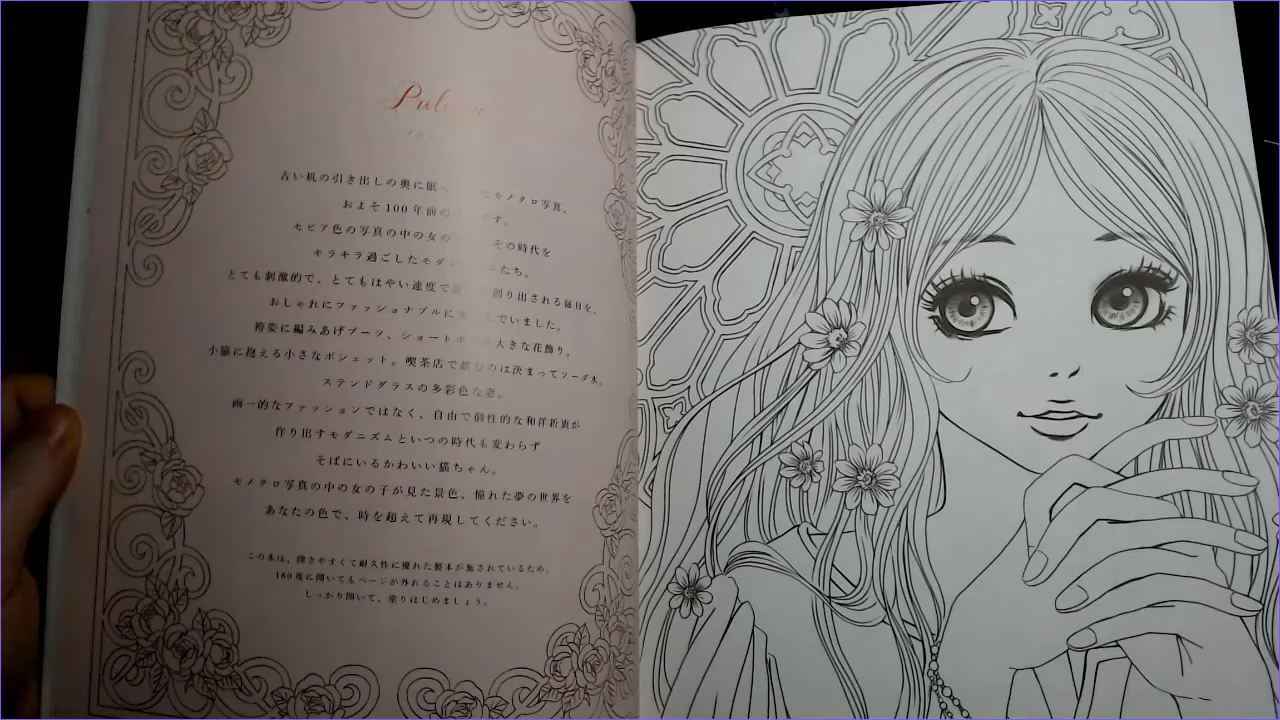 古い机の引き出しの奥に眠 モノクロ写真。
およそ100年前の です。
セピア色の写真の中の女の その時代を
キラキラ過ごしたモダン たち。
とても刺激的で、とてもはやい速度で 創り出される毎日を、
おしゃれにファッショナブルに でいました。
袴姿に編みあげブーツ、ショート 大きな花飾り。
小脇に抱える小さなポシェット。喫茶店で飲むのは決まってソーダ水。
ステンドグラスの多彩色な窓。
画一的なファッションではなく、自由で個性的な和洋折衷が
作り出すモダニズムといつの時代も変わらず
そばにいるかわいい猫ちゃん。
モノクロ写真の中の女の子が見た景色、憧れた夢の世界を
あなたの色で、時を超えて再現してください。
この本は、開きやすくて耐久性に優れた製本が施されているため、
180度に開いてもページが外れることはありません。
しっかり開いて、塗りはじめましょう。